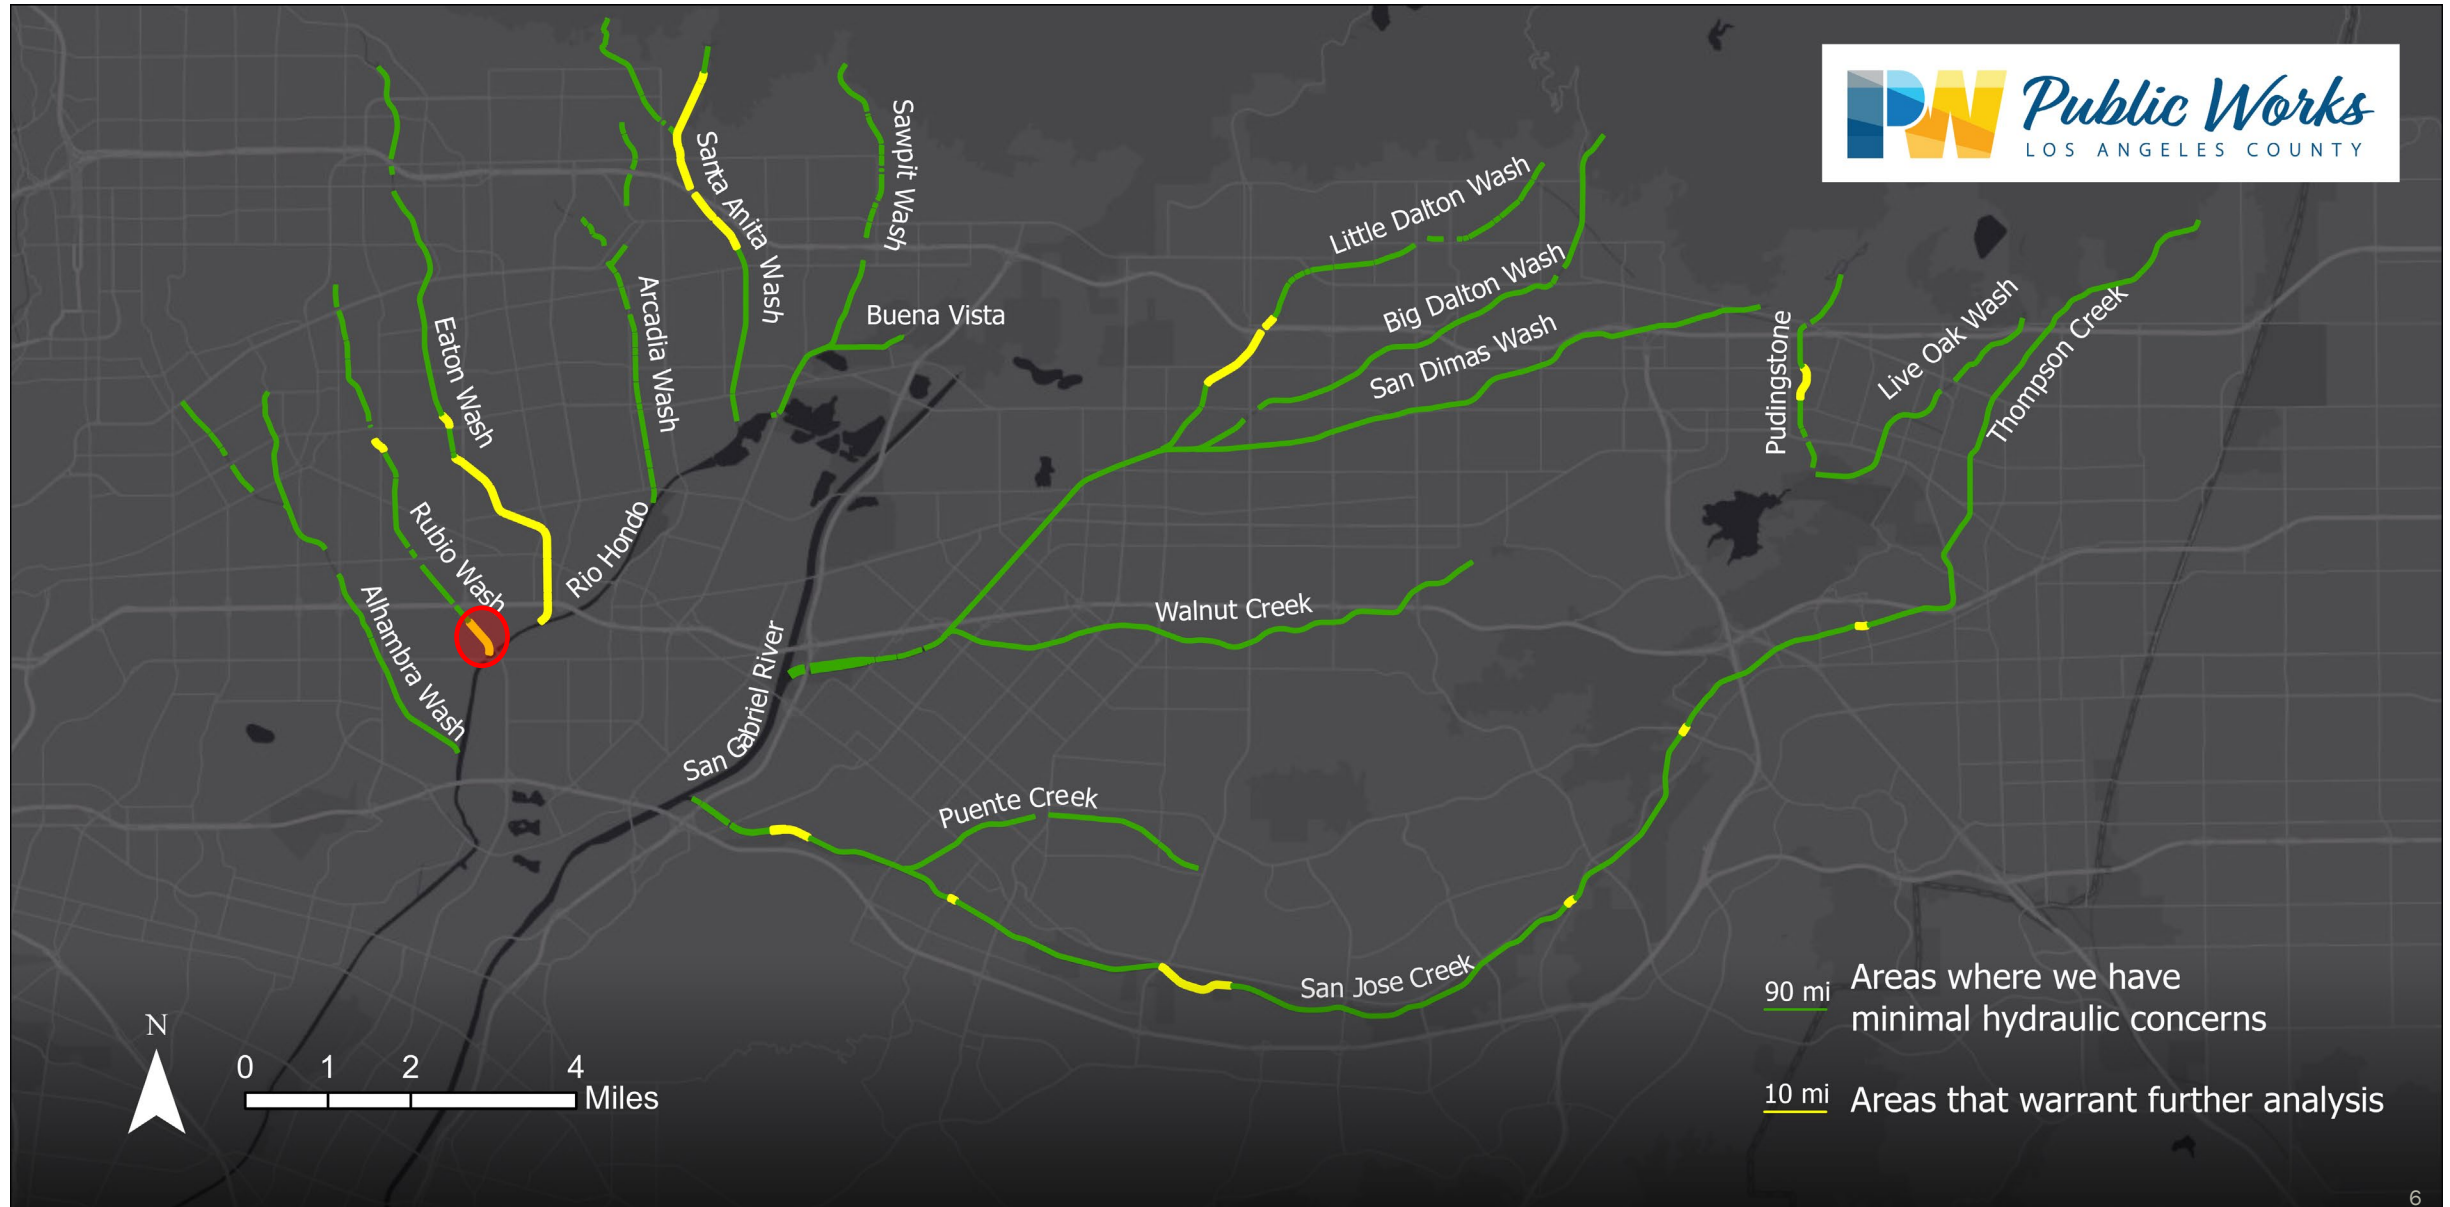 Public Works
LOS ANGELES COUNTY
Sawpit Wash
Santa Anita Wash
Little Dalton Wash
Big Dalton Wash
Buena Vista
Arcadia Wash
San Dimas Wash
Pudingstone
Live Oak Wash
Thompson Creek
Eaton Wash
Rubio Wash
Rio Hondo
Alhambra Wash
Walnut Creek
San Gabriel River
Puente Creek
San Jose Creek
90 mi
Areas where we have
minimal hydraulic concerns
10 mi
Areas that warrant further analysis
N
0 1 2 4
Miles
6